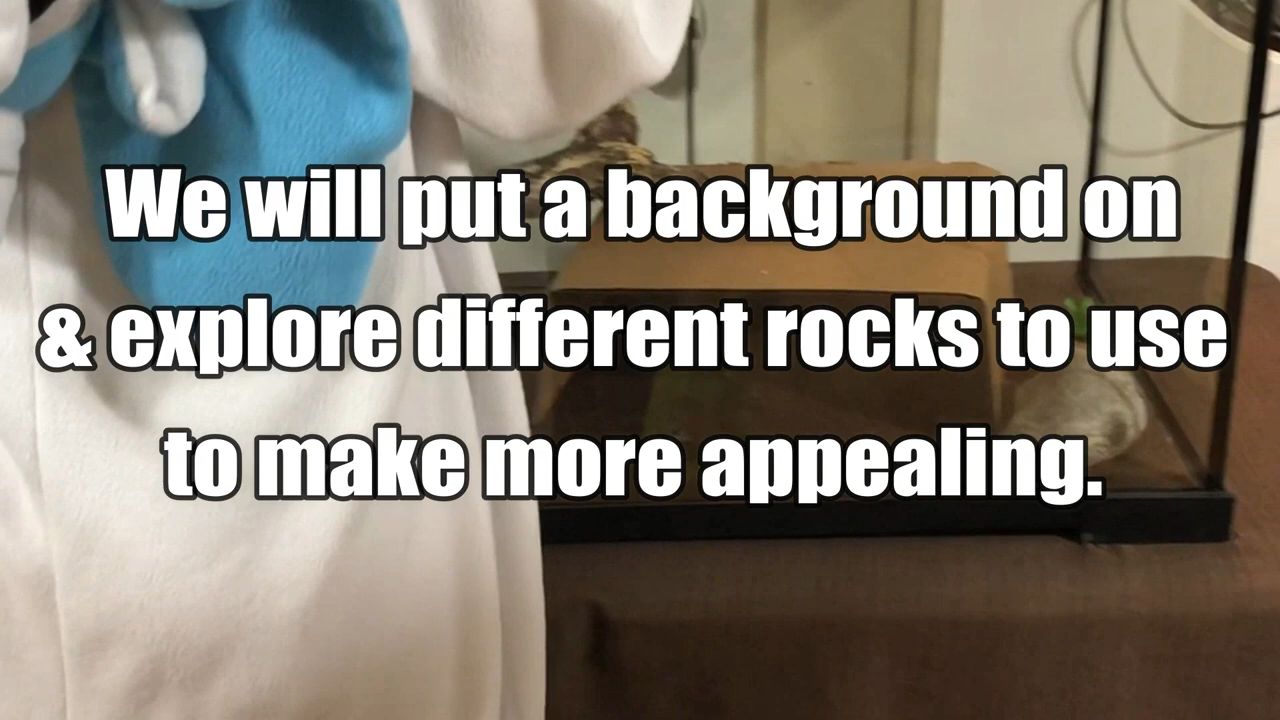 We will put a background on
& explore different rocks to use
to make more appealing.